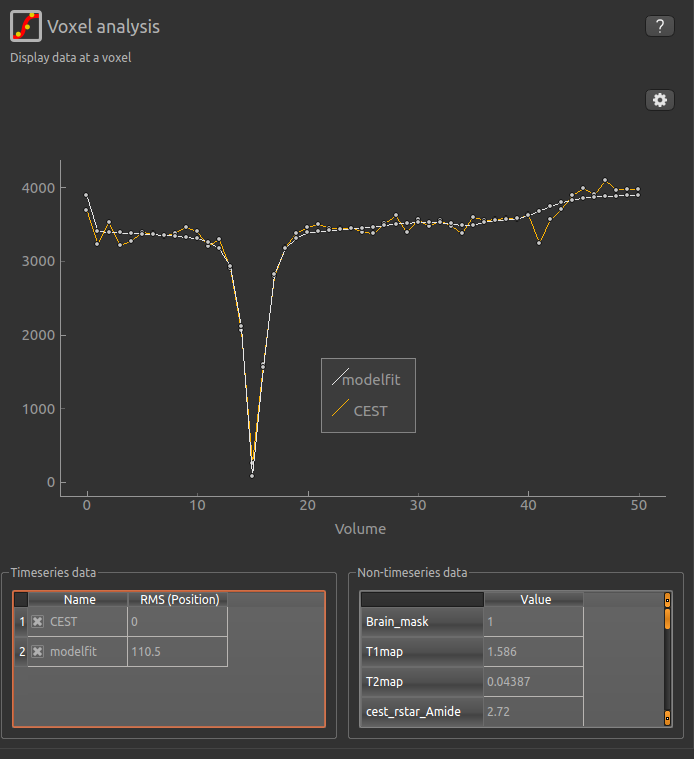 Voxel analysis
?
Display data at a voxel
4000
3000
2000
1000
0
modelfit
CEST
0 10 20 30 40 50
Volume
Timeseries data
Name RMS (Position)
1 CEST 0
2 modelfit 110.5
Non-timeseries data
Value
Brain_mask 1
T1map 1.586
T2map 0.04387
cest_rstar_Amide 2.72